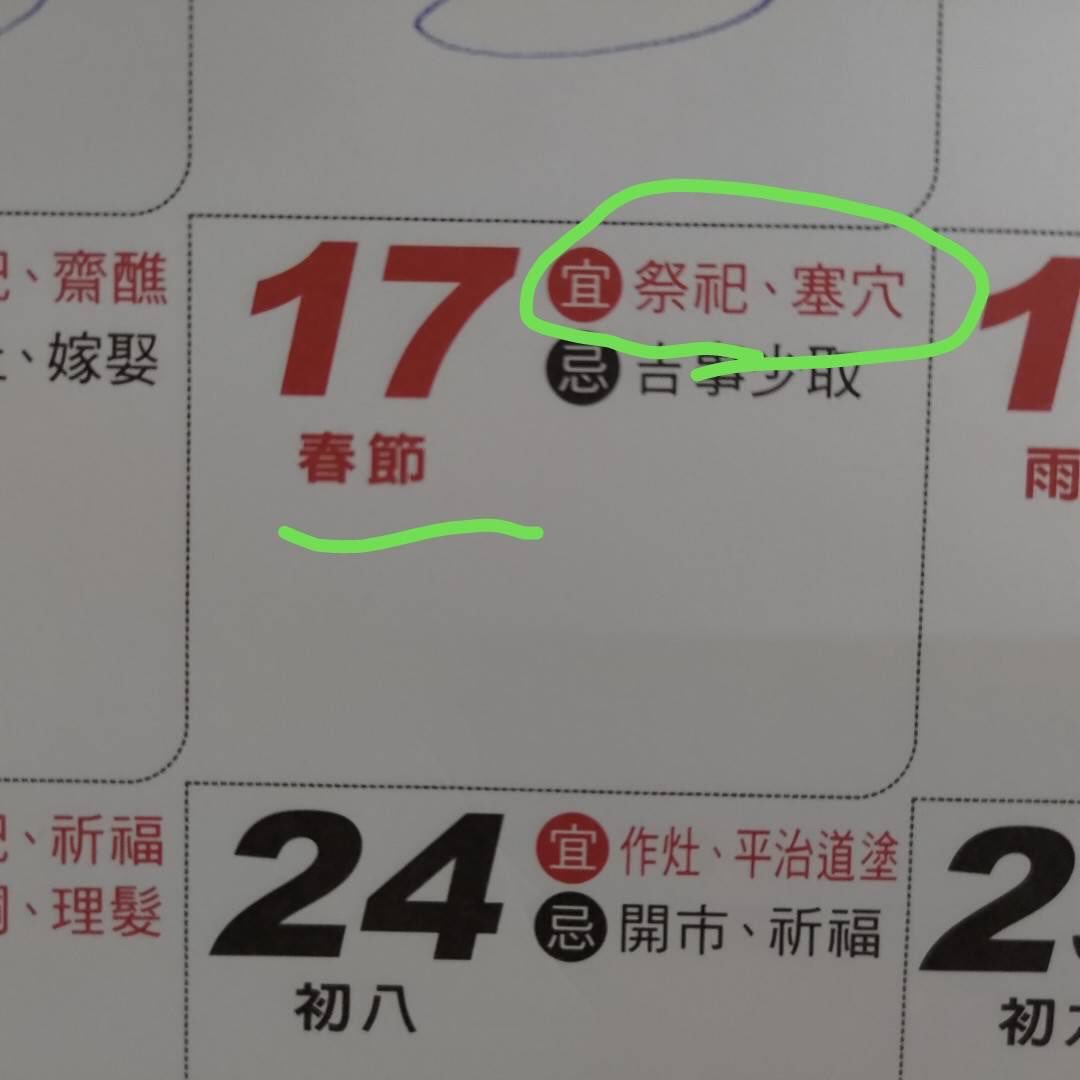 祀、齋醮
、嫁娶
17
宜 祭祀、塞穴
忌 吉事少取
春節
1
雨
祀、祈福
、理髮
24
宜 作灶、平治道塗
忌 開市、祈福
初八
2
初